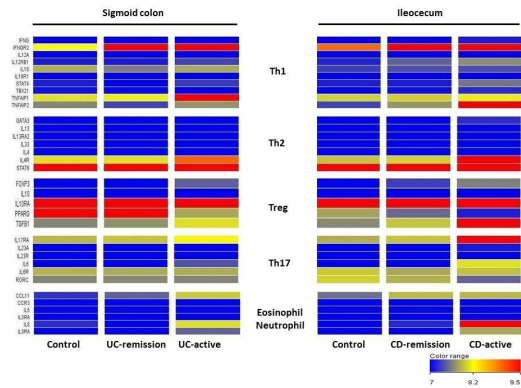 Sigmoid colon
Ileocecum
IFNG
IFNGR2
IL12A
IL12RB1
IL18
IL18R1
STAT4
TBX21
TNFAIP1
TNFAIP2
Th1
GATA3
IL13
IL13RA2
IL33
IL4
IL4R
STAT6
Th2
FOXP3
IL10
IL10RA
PPARG
TGFB1
Treg
IL17RA
IL23A
IL23R
IL6
IL6R
RORC
Th17
CCL11
CCR3
IL5
IL5RA
IL8
IL8RA
Eosinophil
Neutrophil
Control
UC-remission
UC-active
Control
CD-remission
CD-active
Color range
7
8.2
9.5